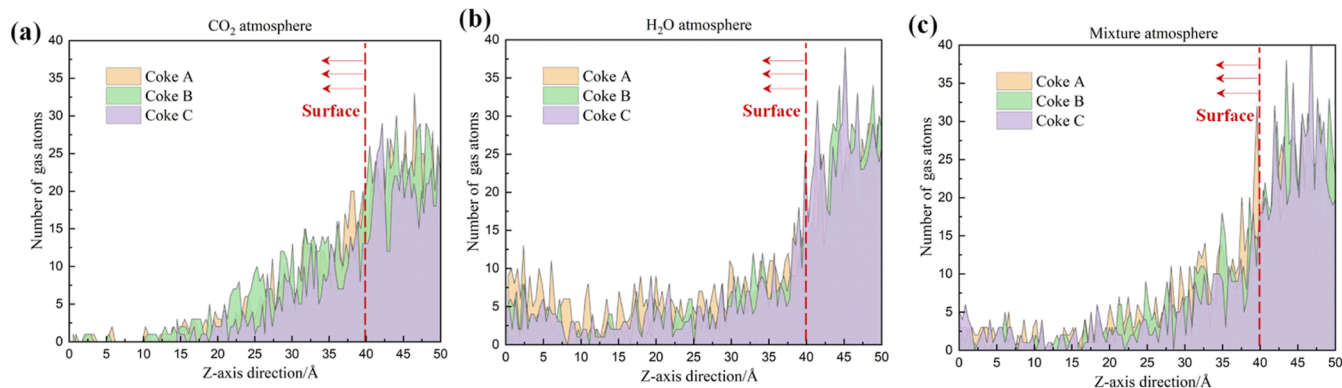 (a)
CO2 atmosphere
Number of gas atoms
40
35
30
25
20
15
10
5
0
Coke A
Coke B
Coke C
Surface
0 5 10 15 20 25 30 35 40 45 50
Z-axis direction/Å
(b)
H2O atmosphere
Number of gas atoms
40
35
30
25
20
15
10
5
0
Coke A
Coke B
Coke C
Surface
0 5 10 15 20 25 30 35 40 45 50
Z-axis direction/Å
(c)
Mixture atmosphere
Number of gas atoms
40
35
30
25
20
15
10
5
0
Coke A
Coke B
Coke C
Surface
0 5 10 15 20 25 30 35 40 45 50
Z-axis direction/Å